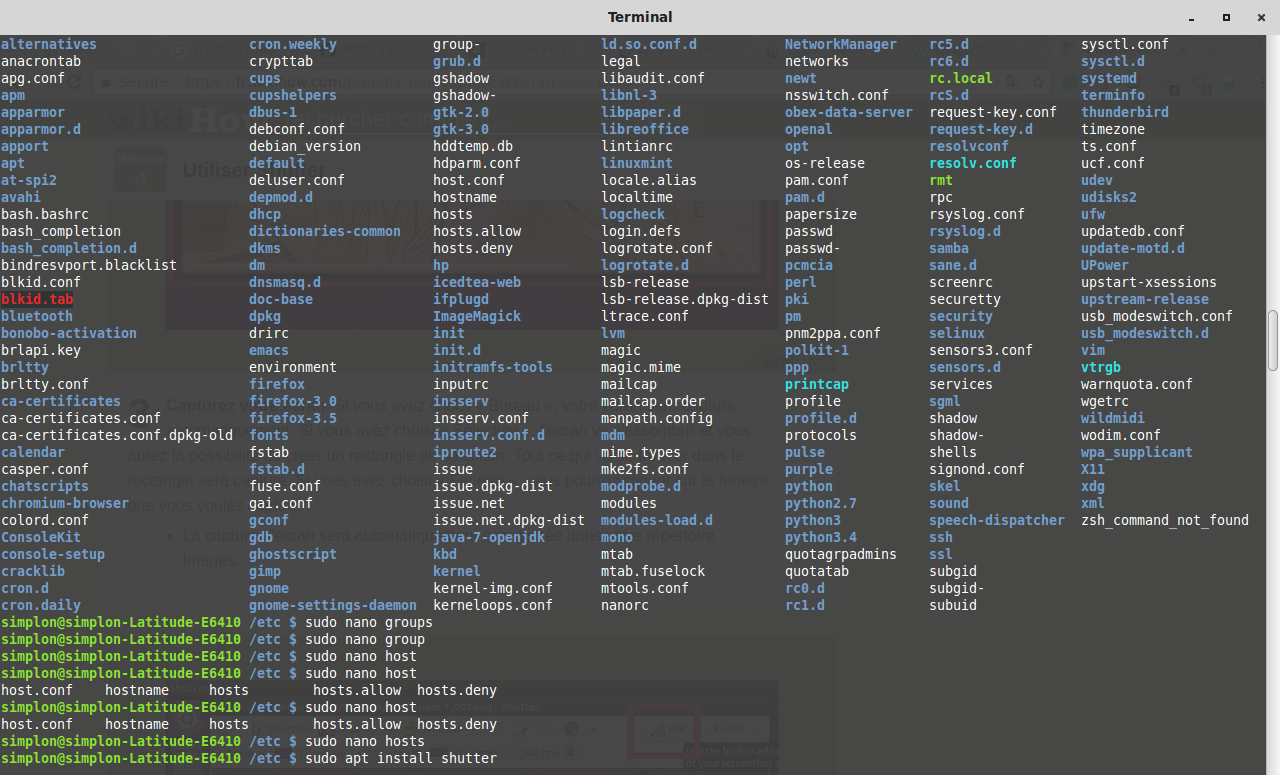 Terminal
alternatives cron.weekly group- ld.so.conf.d NetworkManager rc5.d sysctl.conf
anacrontab crypttab grub.d legal networks rc6.d sysctl.d
apg.conf cups gshadow libaudit.conf newt rc.local systemd
apm cupshelpers gshadow- libnl-3 nsswitch.conf rcS.d terminfo
apparmor dbus-1 gtk-2.0 libpaper.d obex-data-server request-key.conf thunderbird
apparmor.d debconf.conf gtk-3.0 libreoffice openal request-key.d timezone
apport debian_version hddtemp.db lintianrc opt resolvconf ts.conf
apt default hdparm.conf linuxmint os-release resolv.conf ucf.conf
at-spi2 deluser.conf host.conf locale.alias pam.conf rmt udev
avahi depmod.d hostname localtime pam.d rpc udisks2
bash.bashrc dhcp hosts logcheck papersize rsyslog.conf ufw
bash_completion dictionaries-common hosts.allow login.defs passwd rsyslog.d updatedb.conf
bash_completion.d dkms hosts.deny logrotate.conf passwd- samba update-motd.d
bindresvport.blacklist dm hp logrotate.d pcmcia sane.d UPower
blkid.conf dnsmasq.d icedtea-web lsb-release perl screenrc upstart-xsessions
blkid.tab doc-base ifplugd lsb-release.dpkg-dist pki securetty upstream-release
bluetooth dpkg ImageMagick ltrace.conf pm security usb_modeswitch.conf
bonobo-activation drirc init lvm pnm2ppa.conf selinux usb_modeswitch.d
brlapi.key emacs init.d magic polkit-1 sensors3.conf vim
brltty environment initramfs-tools magic.mime ppp sensors.d vtrgb
brltty.conf firefox inputrc mailcap printcap services warnquota.conf
ca-certificates firefox-3.0 insserv mailcap.order profile sgml wgetrc
ca-certificates.conf firefox-3.5 insserv.conf manpath.config profile.d shadow wildmidi
ca-certificates.conf.dpkg-old fonts insserv.conf.d mdm protocols shadow- wodim.conf
calendar fstab iproute2 mime.types pulse shells wpa_supplicant
casper.conf fstab.d issue mke2fs.conf purple signond.conf X11
chatscripts fuse.conf issue.dpkg-dist modprobe.d python skel xdg
chromium-browser gai.conf issue.net modules python2.7 sound xml
colord.conf gconf issue.net.dpkg-dist modules-load.d python3 speech-dispatcher zsh_command_not_found
ConsoleKit gdb java-7-openjdk mono python3.4 ssh
console-setup ghostscript kbd mtab quotagrpadmins ssl
cracklib gimp kernel mtab.fuselock quotatab subgid
cron.d gnome kernel-img.conf mtools.conf rc0.d subgid-
cron.daily gnome-settings-daemon kerneloops.conf nanorc rc1.d subuid
simplon@simplon-Latitude-E6410 /etc $ sudo nano groups
simplon@simplon-Latitude-E6410 /etc $ sudo nano group
simplon@simplon-Latitude-E6410 /etc $ sudo nano host
simplon@simplon-Latitude-E6410 /etc $ sudo nano host
host.conf hostname hosts hosts.allow hosts.deny
simplon@simplon-Latitude-E6410 /etc $ sudo nano host
host.conf hostname hosts hosts.allow hosts.deny
simplon@simplon-Latitude-E6410 /etc $ sudo nano hosts
simplon@simplon-Latitude-E6410 /etc $ sudo apt install shutter